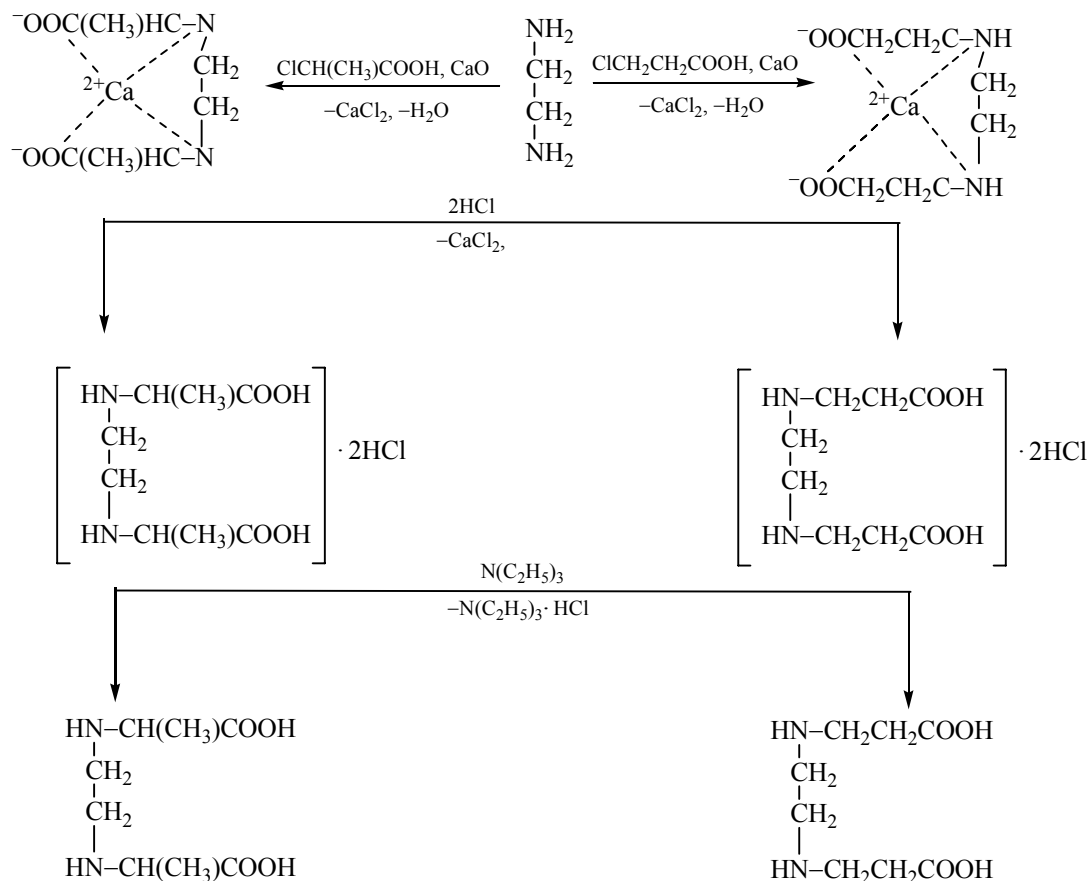 ⁻OOC(CH₃)HC–N
CH₂
²⁺Ca
CH₂
⁻OOC(CH₃)HC–N
ClCH(CH₃)COOH, CaO
–CaCl₂, –H₂O
NH₂
CH₂
CH₂
NH₂
ClCH₂CH₂COOH, CaO
–CaCl₂, –H₂O
⁻OOCH₂CH₂C–NH
CH₂
²⁺Ca
CH₂
⁻OOCH₂CH₂C–NH
2HCl
–CaCl₂,
HN–CH(CH₃)COOH
CH₂
CH₂
HN–CH(CH₃)COOH
· 2HCl
HN–CH₂CH₂COOH
CH₂
CH₂
HN–CH₂CH₂COOH
· 2HCl
N(C₂H₅)₃
–N(C₂H₅)₃· HCl
HN–CH(CH₃)COOH
CH₂
CH₂
HN–CH(CH₃)COOH
HN–CH₂CH₂COOH
CH₂
CH₂
HN–CH₂CH₂COOH